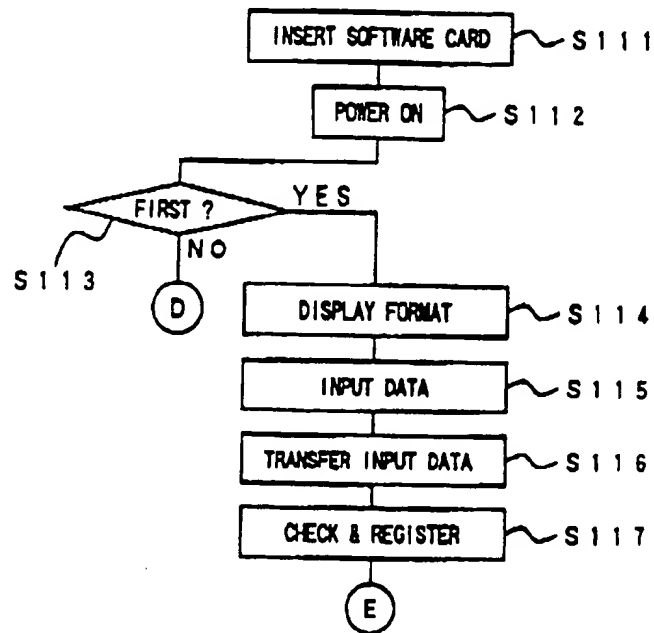 INSERT SOFTWARE CARD S111
POWER ON S112
FIRST ? YES
NO
S113
D
DISPLAY FORMAT S114
INPUT DATA S115
TRANSFER INPUT DATA S116
CHECK & REGISTER S117
E